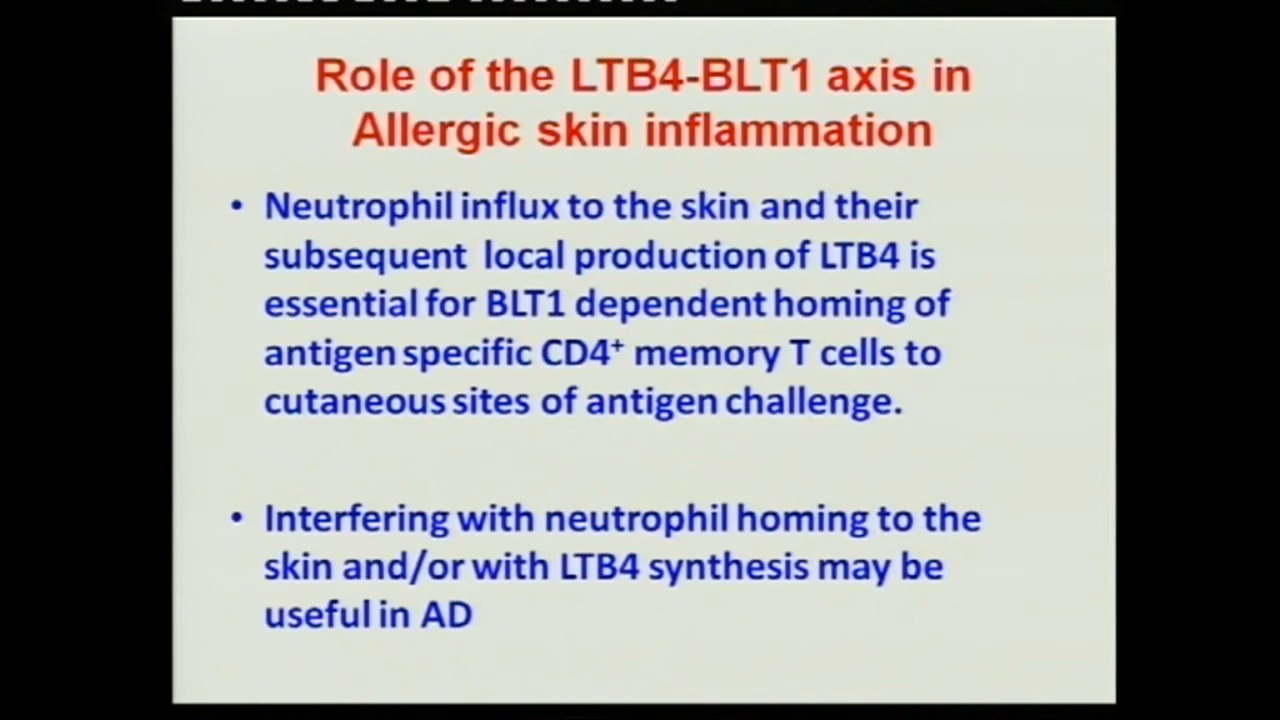 Role of the LTB4-BLT1 axis in
Allergic skin inflammation
• Neutrophil influx to the skin and their
subsequent local production of LTB4 is
essential for BLT1 dependent homing of
antigen specific CD4⁺ memory T cells to
cutaneous sites of antigen challenge.
• Interfering with neutrophil homing to the
skin and/or with LTB4 synthesis may be
useful in AD